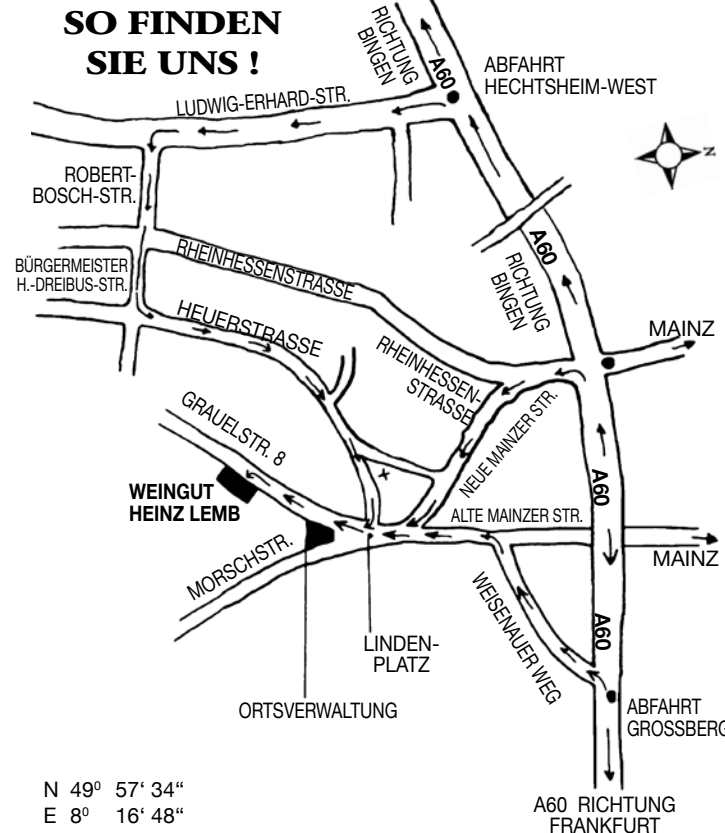 SO FINDEN
SIE UNS !
RICHTUNG
BINGEN
A60
ABFAHRT
HECHTSHEIM-WEST
LUDWIG-ERHARD-STR.
N
ROBERT-
BOSCH-STR.
A60
RICHTUNG
BINGEN
RHEINHESSENSTRASSE
BÜRGERMEISTER
H.-DREIBUS-STR.
HEUERSTRASSE
MAINZ
RHEINHESSEN-
STRASSE
GRAUELSTR. 8
NEUE MAINZER STR.
A60
WEINGUT
HEINZ LEMB
x
ALTE MAINZER STR.
MAINZ
MORSCHSTR.
WEISENAUER WEG
A60
LINDEN-
PLATZ
ORTSVERWALTUNG
ABFAHRT
GROSSBERG
N 49⁰ 57‘ 34“
E 8⁰ 16‘ 48“
A60 RICHTUNG
FRANKFURT